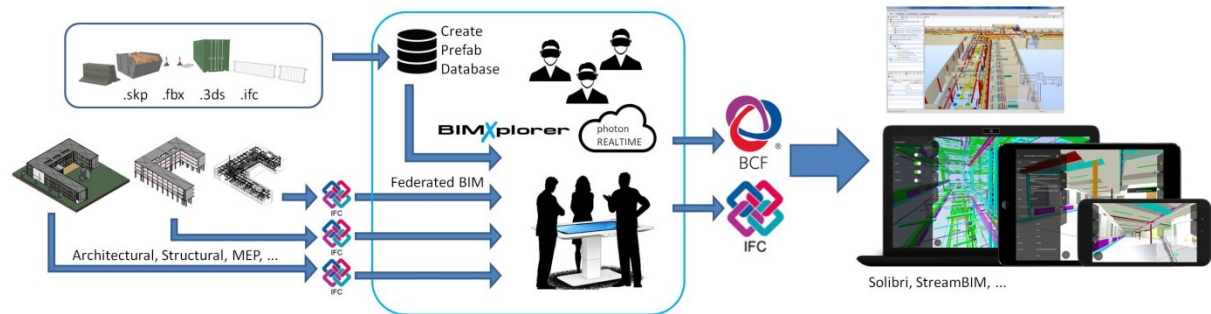 .skp .fbx .3ds .ifc
Create
Prefab
Database
BIMXplorer
photon
REALTIME
Federated BIM
IFC
IFC
IFC
Architectural, Structural, MEP, ...
BCF
®
IFC
Solibri, StreamBIM, ...